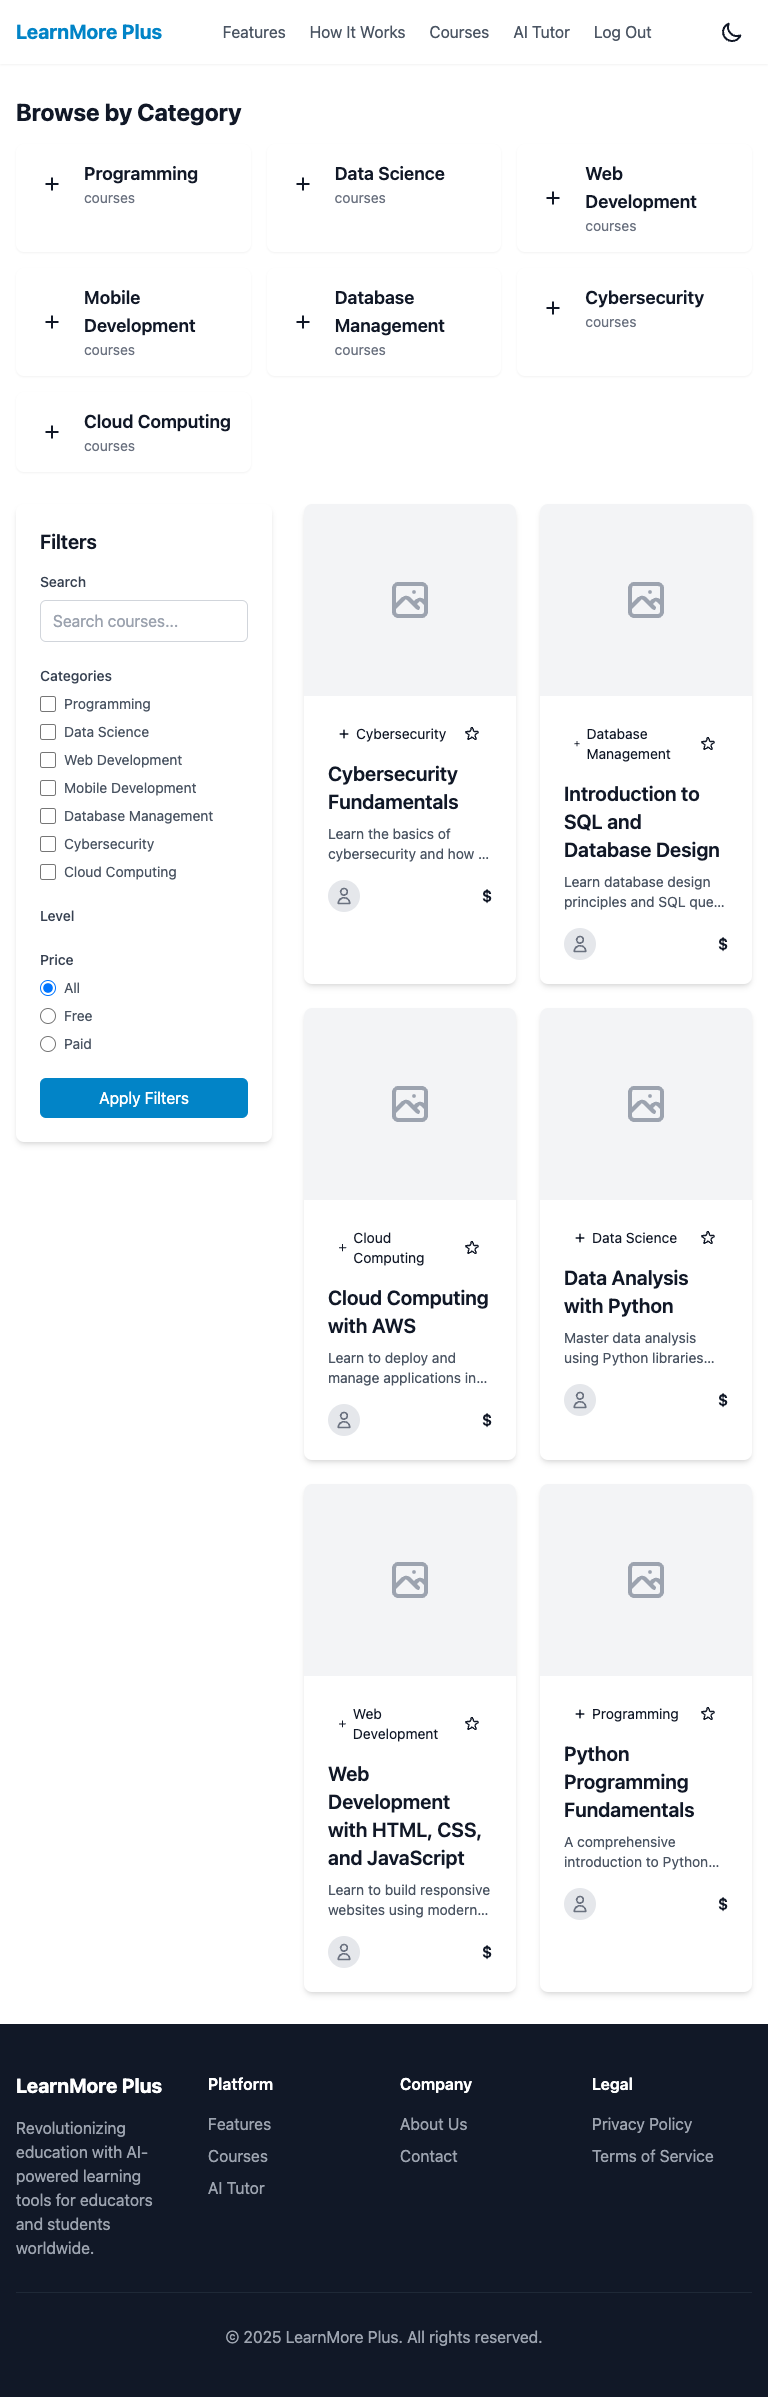 LearnMore Plus
Features
How It Works
Courses
AI Tutor
Log Out
Browse by Category
Programming
courses
Data Science
courses
Web
Development
courses
Mobile
Development
courses
Database
Management
courses
Cybersecurity
courses
Cloud Computing
courses
Filters
Search
Search courses...
Categories
Programming
Data Science
Web Development
Mobile Development
Database Management
Cybersecurity
Cloud Computing
Level
Price
All
Free
Paid
Apply Filters
Cybersecurity
Cybersecurity
Fundamentals
Learn the basics of
cybersecurity and how ...
$
Database
Management
Introduction to
SQL and
Database Design
Learn database design
principles and SQL que...
$
Cloud
Computing
Cloud Computing
with AWS
Learn to deploy and
manage applications in...
$
Data Science
Data Analysis
with Python
Master data analysis
using Python libraries...
$
Web
Development
Web
Development
with HTML, CSS,
and JavaScript
Learn to build responsive
websites using modern...
$
Programming
Python
Programming
Fundamentals
A comprehensive
introduction to Python...
$
LearnMore Plus
Revolutionizing
education with AI-
powered learning
tools for educators
and students
worldwide.
Platform
Features
Courses
AI Tutor
Company
About Us
Contact
Legal
Privacy Policy
Terms of Service
© 2025 LearnMore Plus. All rights reserved.